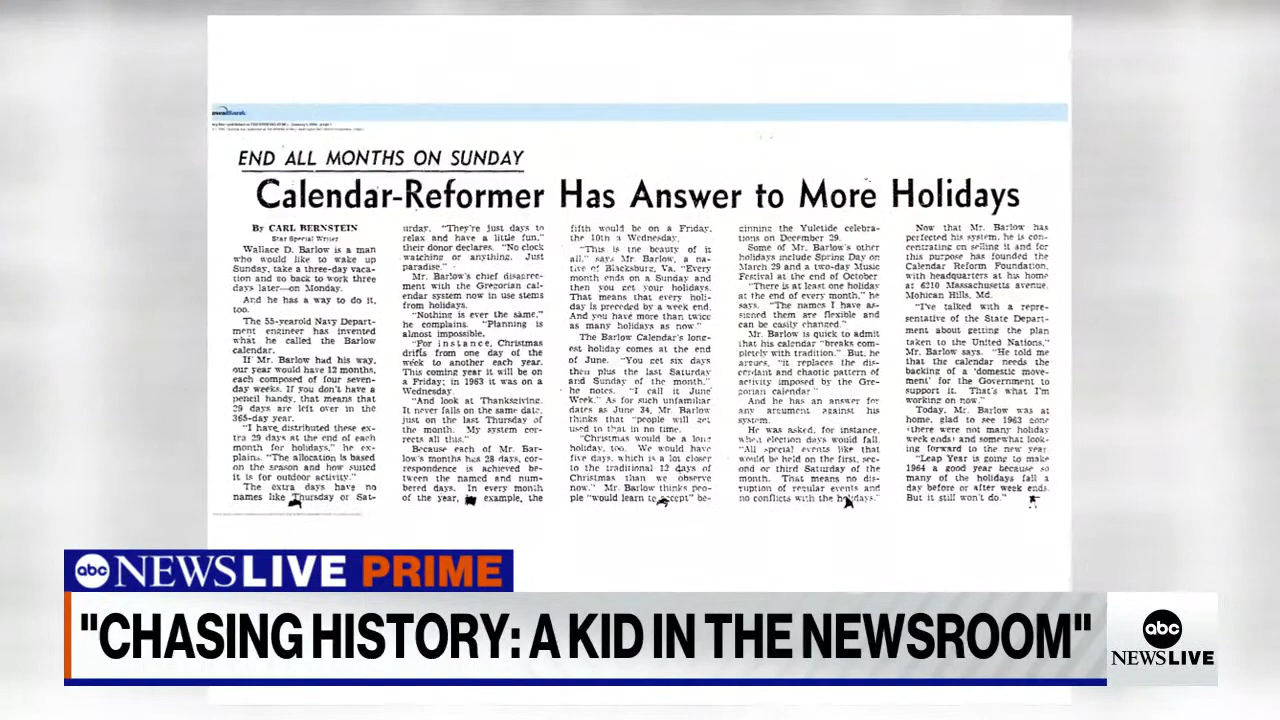 END ALL MONTHS ON SUNDAY
Calendar-Reformer Has Answer to More Holidays
By CARL BERNSTEIN
Star Special Writer
Wallace D. Barlow is a man
who would like to wake up
Sunday, take a three-day vaca-
tion and go back to work three
days later—on Monday.
And he has a way to do it,
too.
The 55-yearold Navy Depart-
ment engineer has invented
what he called the Barlow
calendar.
If Mr. Barlow had his way,
our year would have 12 months,
each composed of four seven-
day weeks. If you don't have a
pencil handy, that means that
29 days are left over in the
365-day year.
"I have distributed these ex-
tra 29 days at the end of each
month for holidays," he ex-
plains. "The allocation is based
on the season and how suited
it is for outdoor activity."
The extra days have no
names like Thursday or Sat-
urday. "They're just days to
relax and have a little fun,"
their donor declares. "No clock
watching or anything. Just
paradise."
Mr. Barlow's chief disagree-
ment with the Gregorian cal-
endar system now in use stems
from holidays.
"Nothing is ever the same,"
he complains. "Planning is
almost impossible.
"For instance, Christmas
drifts from one day of the
week to another each year.
This coming year it will be on
a Friday; in 1963 it was on a
Wednesday.
"And look at Thanksgiving.
It never falls on the same date,
just on the last Thursday of
the month. My system cor-
rects all this."
Because each of Mr. Bar-
low's months has 28 days, cor-
respondence is achieved be-
tween the named and num-
bered days. In every month
of the year, example, the
fifth would be on a Friday,
the 10th a Wednesday.
"This is the beauty of it
all," says Mr. Barlow, a na-
tive of Blacksburg, Va. "Every
month ends on a Sunday and
then you get your holidays.
That means that every holi-
day is preceded by a week end.
And you have more than twice
as many holidays as now."
The Barlow Calendar's long-
est holiday comes at the end
of June. "You get six days
then plus the last Saturday
and Sunday of the month,"
he notes. "I call it June
Week." As for such unfamiliar
dates as June 34, Mr. Barlow
thinks that "people will get
used to that in no time.
"Christmas would be a long
holiday, too. We would have
five days, which is a lot closer
to the traditional 12 days of
Christmas than we observe
now." Mr. Barlow thinks peo-
ple "would learn to accept" be-
ginning the Yuletide celebra-
tions on December 29.
Some of Mr. Barlow's other
holidays include Spring Day on
March 29 and a two-day Music
Festival at the end of October
"There is at least one holiday
at the end of every month," he
says. "The names I have as-
signed them are flexible and
can be easily changed."
Mr. Barlow is quick to admit
that his calendar "breaks com-
pletely with tradition." But, he
argues, "it replaces the dis-
cordant and chaotic pattern of
activity imposed by the Gre-
gorian calendar"
And he has an answer for
any argument against his
system.
He was asked, for instance,
when election days would fall.
"All special events like that
would be held on the first, sec-
ond or third Saturday of the
month. That means no dis-
ruption of regular events and
no conflicts with the holidays."
Now that Mr. Barlow has
perfected his system, he is con-
centrating on selling it and for
this purpose has founded the
Calendar Reform Foundation,
with headquarters at his home
at 6210 Massachusetts avenue,
Mohican Hills, Md.
"I've talked with a repre-
sentative of the State Depart-
ment about getting the plan
taken to the United Nations,"
Mr. Barlow says. "He told me
that the calendar needs the
backing of a 'domestic move-
ment' for the Government to
support it. That's what I'm
working on now."
Today, Mr. Barlow was at
home, glad to see 1963 gone
(there were not many holiday
week ends) and somewhat look-
ing forward to the new year
"Leap Year is going to make
1964 a good year because so
many of the holidays fall a
day before or after week ends.
But it still won't do."
abc NEWS LIVE PRIME
"CHASING HISTORY: A KID IN THE NEWSROOM"
abc
NEWS LIVE